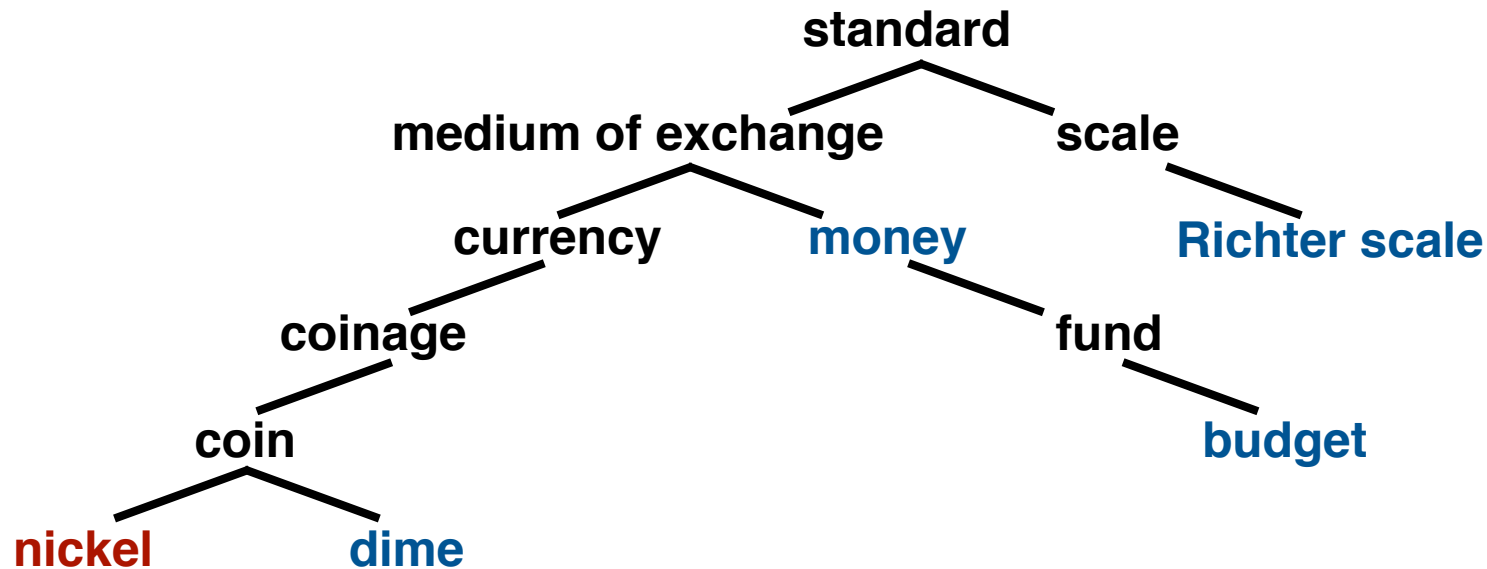 standard
medium of exchange
scale
currency
money
Richter scale
coinage
fund
coin
budget
nickel
dime